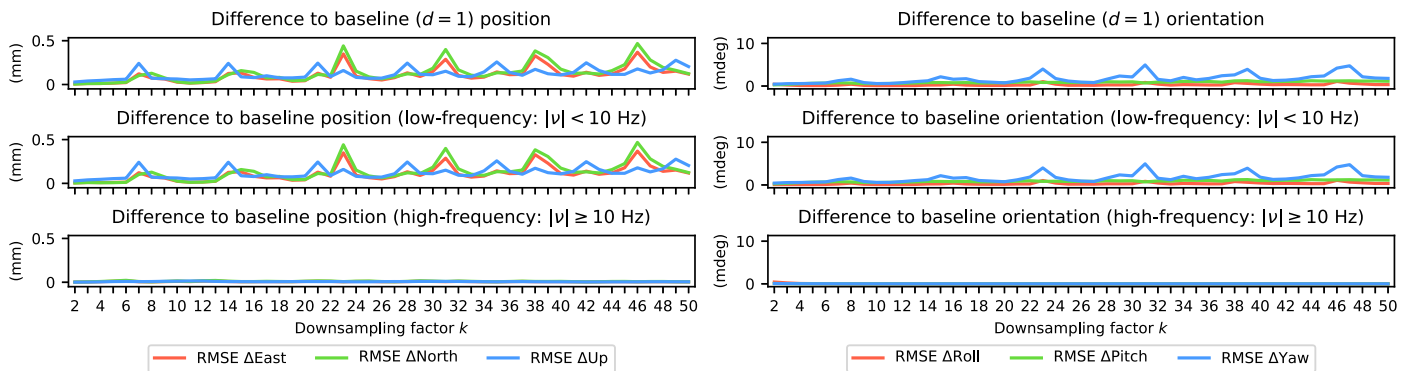 Difference to baseline (d = 1) position
0.5
0
(mm)
Difference to baseline position (low-frequency: |ν| < 10 Hz)
0.5
0
(mm)
Difference to baseline position (high-frequency: |ν| ≥ 10 Hz)
0.5
0
(mm)
2 4 6 8 10 12 14 16 18 20 22 24 26 28 30 32 34 36 38 40 42 44 46 48 50
Downsampling factor k
RMSE ΔEast RMSE ΔNorth RMSE ΔUp
Difference to baseline (d = 1) orientation
10
0
(mdeg)
Difference to baseline orientation (low-frequency: |ν| < 10 Hz)
10
0
(mdeg)
Difference to baseline orientation (high-frequency: |ν| ≥ 10 Hz)
10
0
(mdeg)
2 4 6 8 10 12 14 16 18 20 22 24 26 28 30 32 34 36 38 40 42 44 46 48 50
Downsampling factor k
RMSE ΔRoll RMSE ΔPitch RMSE ΔYaw